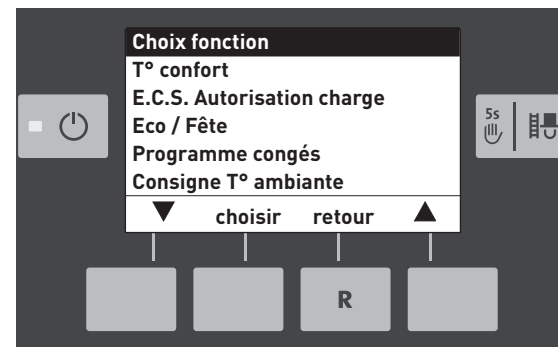 Choix fonction
T° confort
E.C.S. Autorisation charge
Eco / Fête
Programme congés
Consigne T° ambiante
choisir retour
5s
R